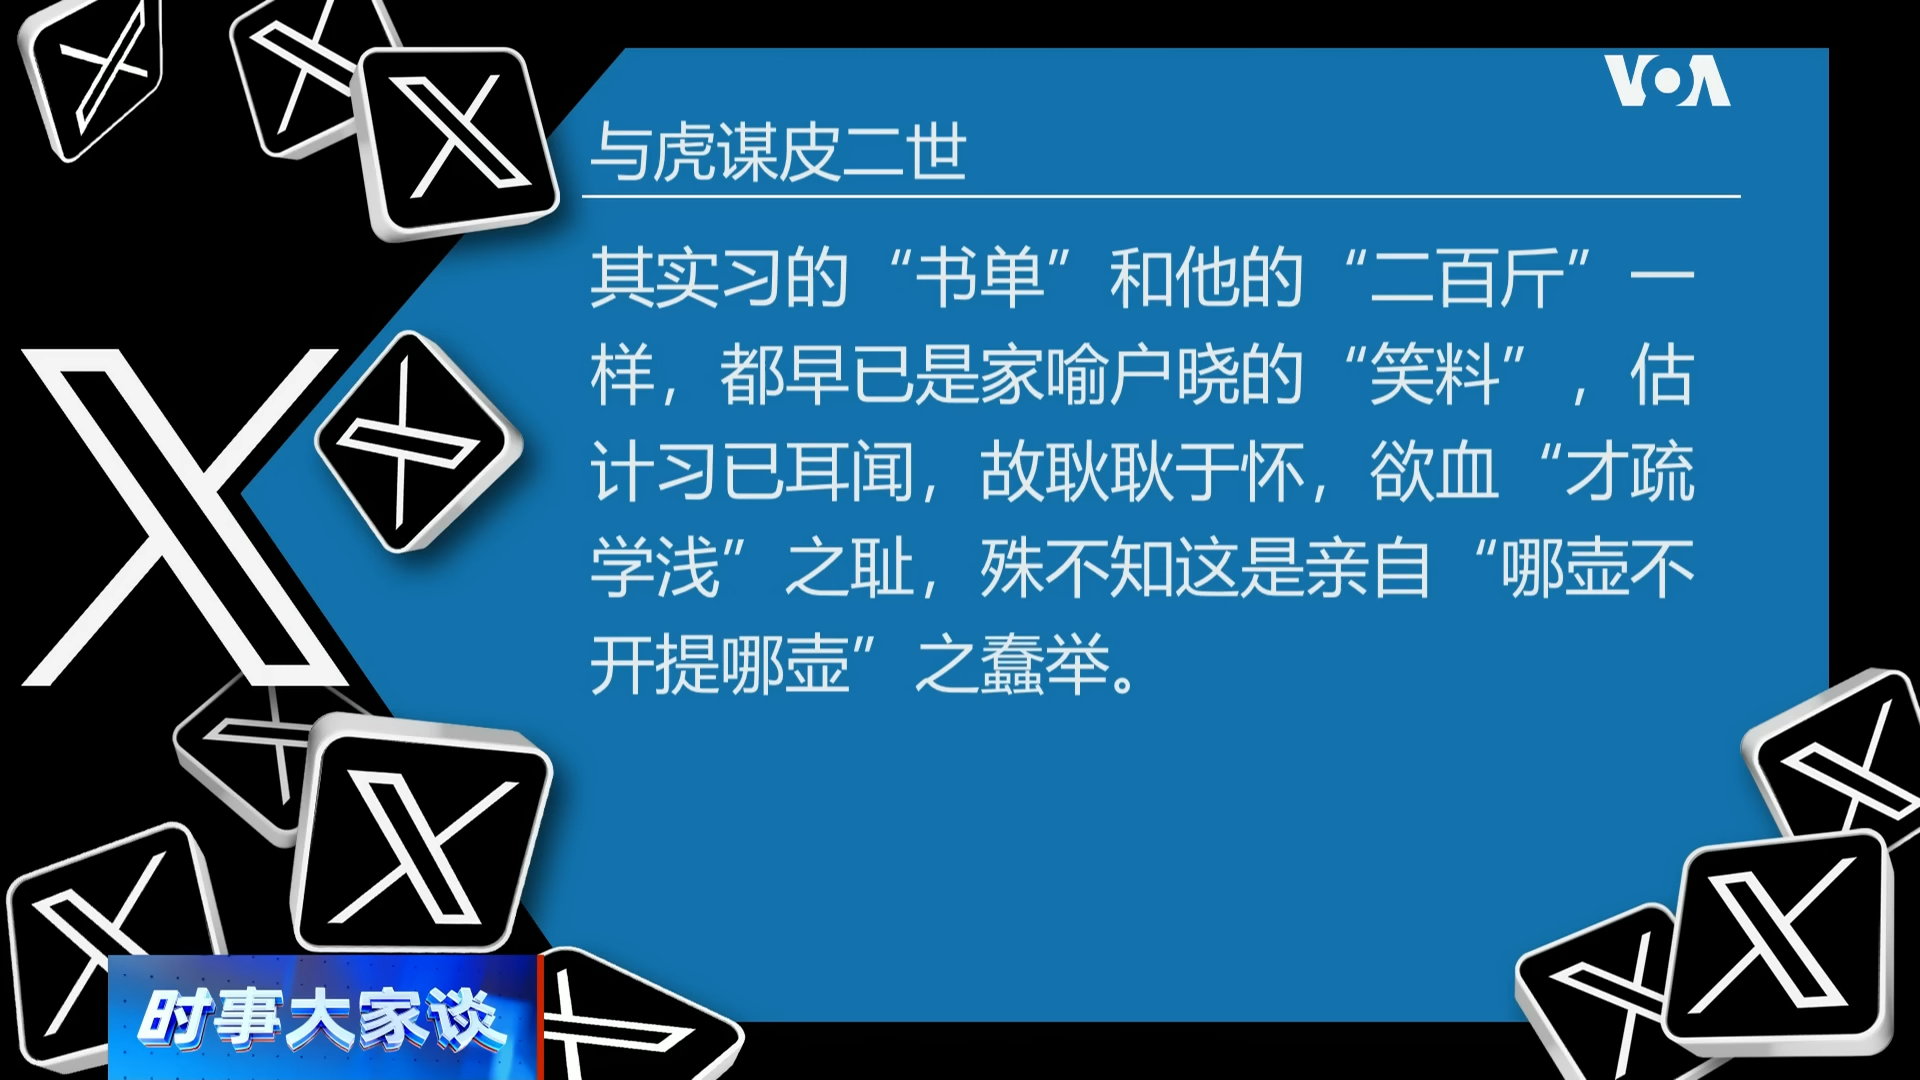 VOA
与虎谋皮二世
其实习的“书单”和他的“二百斤”一
样，都早已是家喻户晓的“笑料”，估
计习已耳闻，故耿耿于怀，欲血“才疏
学浅”之耻，殊不知这是亲自“哪壶不
开提哪壶”之蠢举。
时事大家谈